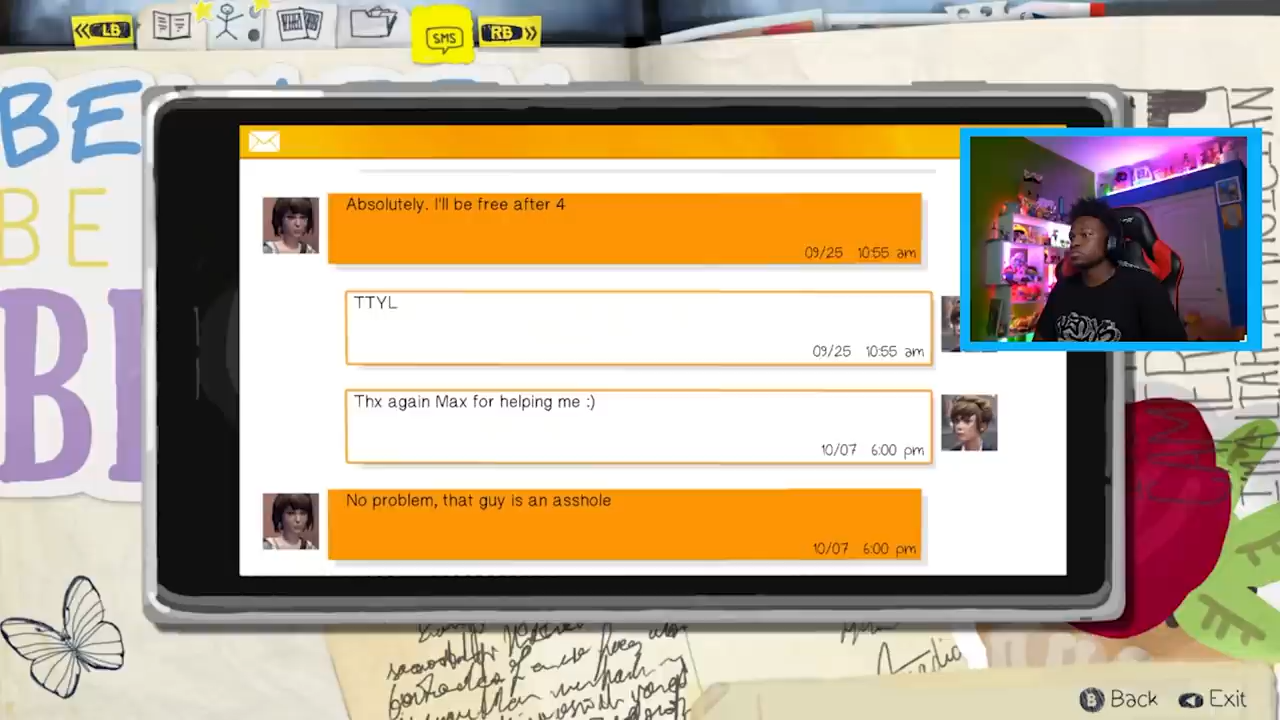 LB
SMS
RB
BE
BE
Absolutely. I'll be free after 4
09/25 10:55 am
TTYL
09/25 10:55 am
Thx again Max for helping me :)
10/07 6:00 pm
No problem, that guy is an asshole
10/07 6:00 pm
B Back
Exit